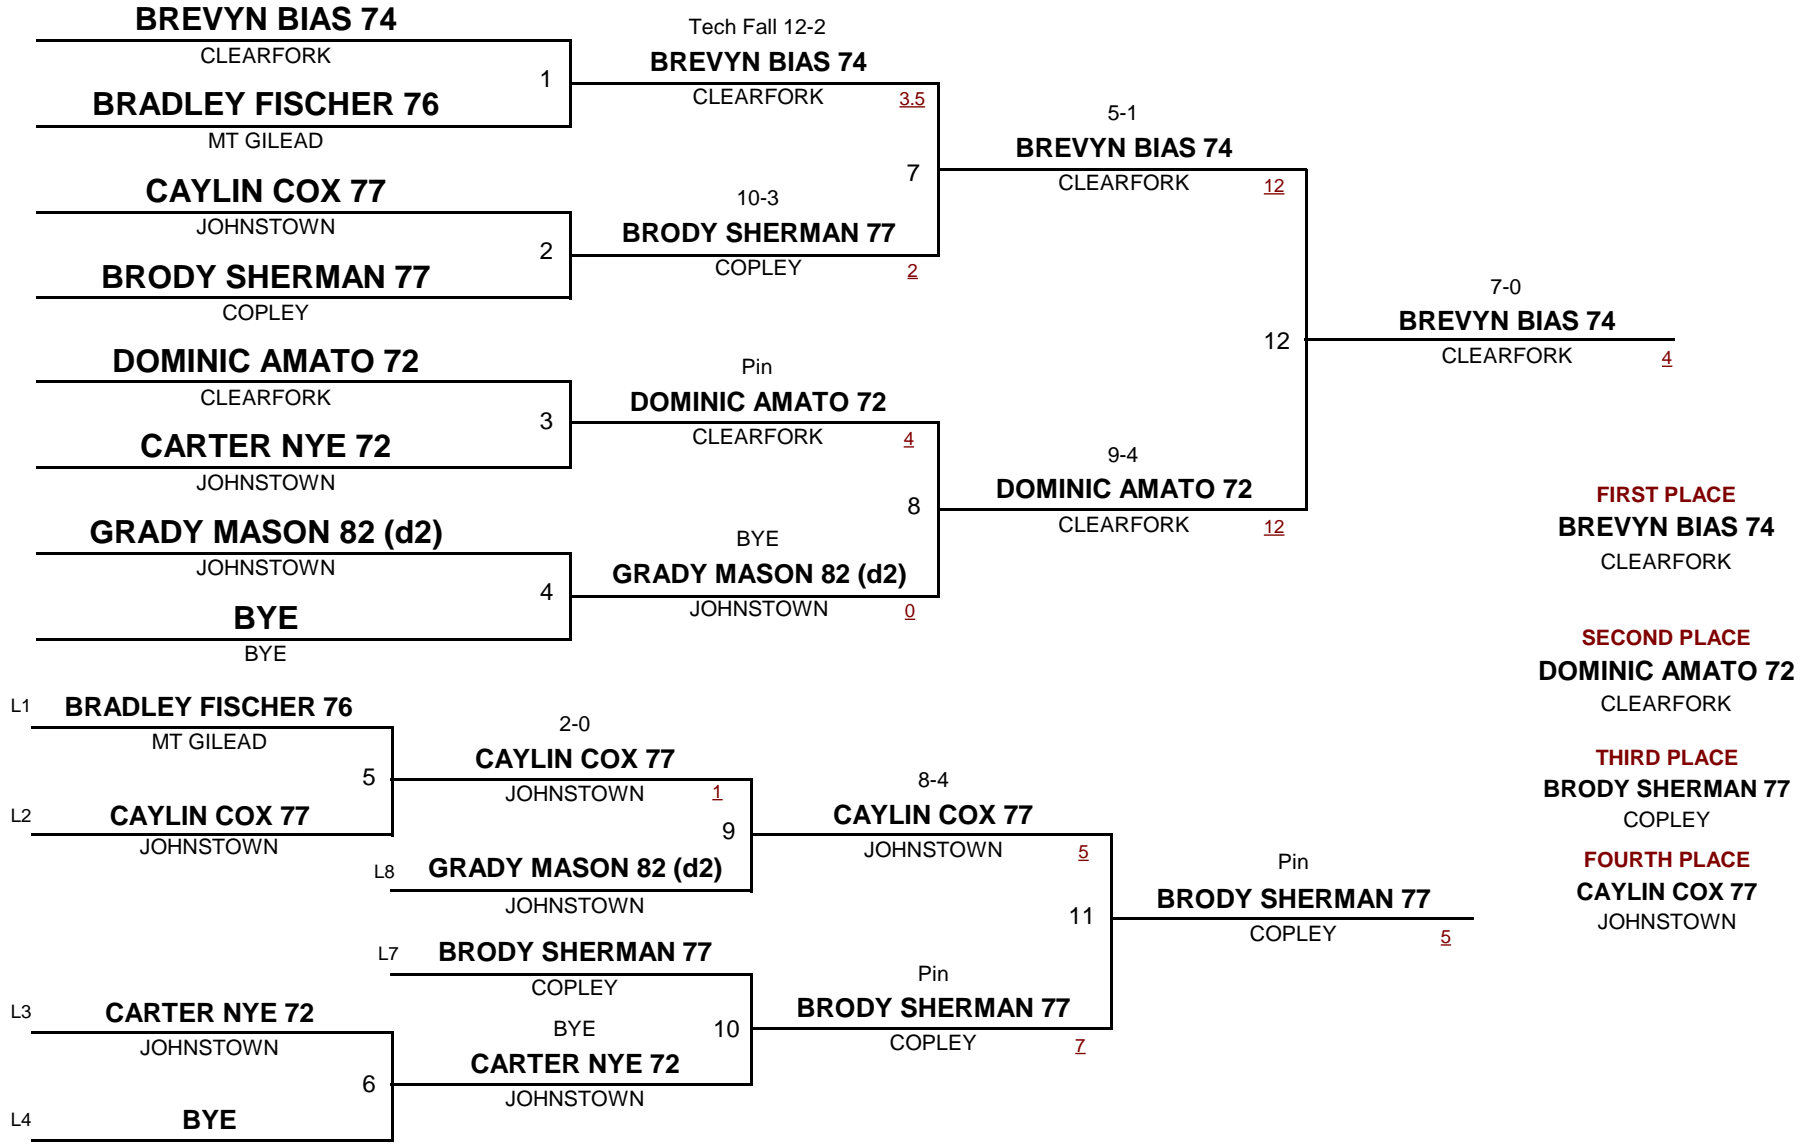 BREVYN BIAS 74
CLEARFORK
1
BRADLEY FISCHER 76
MT GILEAD
CAYLIN COX 77
JOHNSTOWN
2
BRODY SHERMAN 77
COPLEY
DOMINIC AMATO 72
CLEARFORK
3
CARTER NYE 72
JOHNSTOWN
GRADY MASON 82 (d2)
JOHNSTOWN
4
BYE
BYE
Tech Fall 12-2
BREVYN BIAS 74
CLEARFORK 3.5
7
10-3
BRODY SHERMAN 77
COPLEY 2
Pin
DOMINIC AMATO 72
CLEARFORK 4
8
BYE
GRADY MASON 82 (d2)
JOHNSTOWN 0
5-1
BREVYN BIAS 74
CLEARFORK 12
12
9-4
DOMINIC AMATO 72
CLEARFORK 12
7-0
BREVYN BIAS 74
CLEARFORK 4
FIRST PLACE
BREVYN BIAS 74
CLEARFORK
SECOND PLACE
DOMINIC AMATO 72
CLEARFORK
THIRD PLACE
BRODY SHERMAN 77
COPLEY
FOURTH PLACE
CAYLIN COX 77
JOHNSTOWN
L1 BRADLEY FISCHER 76
MT GILEAD
5
L2 CAYLIN COX 77
JOHNSTOWN
L3 CARTER NYE 72
JOHNSTOWN
6
L4 BYE
2-0
CAYLIN COX 77
JOHNSTOWN 1
9
L8 GRADY MASON 82 (d2)
JOHNSTOWN
L7 BRODY SHERMAN 77
COPLEY
BYE 10
CARTER NYE 72
JOHNSTOWN
8-4
CAYLIN COX 77
JOHNSTOWN 5
11
Pin
BRODY SHERMAN 77
COPLEY 7
Pin
BRODY SHERMAN 77
COPLEY 5